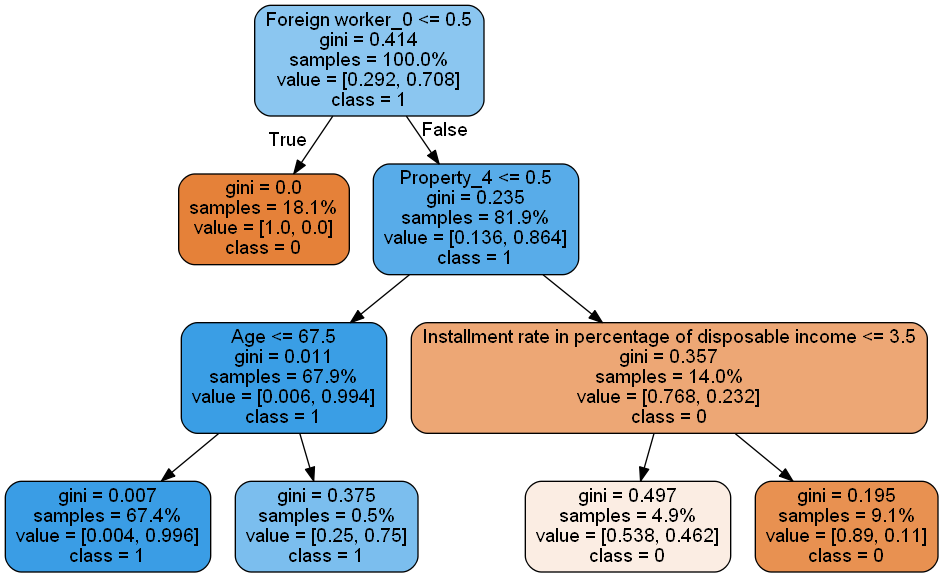 Foreign worker_0 <= 0.5
gini = 0.414
samples = 100.0%
value = [0.292, 0.708]
class = 1
True
False
gini = 0.0
samples = 18.1%
value = [1.0, 0.0]
class = 0
Property_4 <= 0.5
gini = 0.235
samples = 81.9%
value = [0.136, 0.864]
class = 1
Age <= 67.5
gini = 0.011
samples = 67.9%
value = [0.006, 0.994]
class = 1
Installment rate in percentage of disposable income <= 3.5
gini = 0.357
samples = 14.0%
value = [0.768, 0.232]
class = 0
gini = 0.007
samples = 67.4%
value = [0.004, 0.996]
class = 1
gini = 0.375
samples = 0.5%
value = [0.25, 0.75]
class = 1
gini = 0.497
samples = 4.9%
value = [0.538, 0.462]
class = 0
gini = 0.195
samples = 9.1%
value = [0.89, 0.11]
class = 0